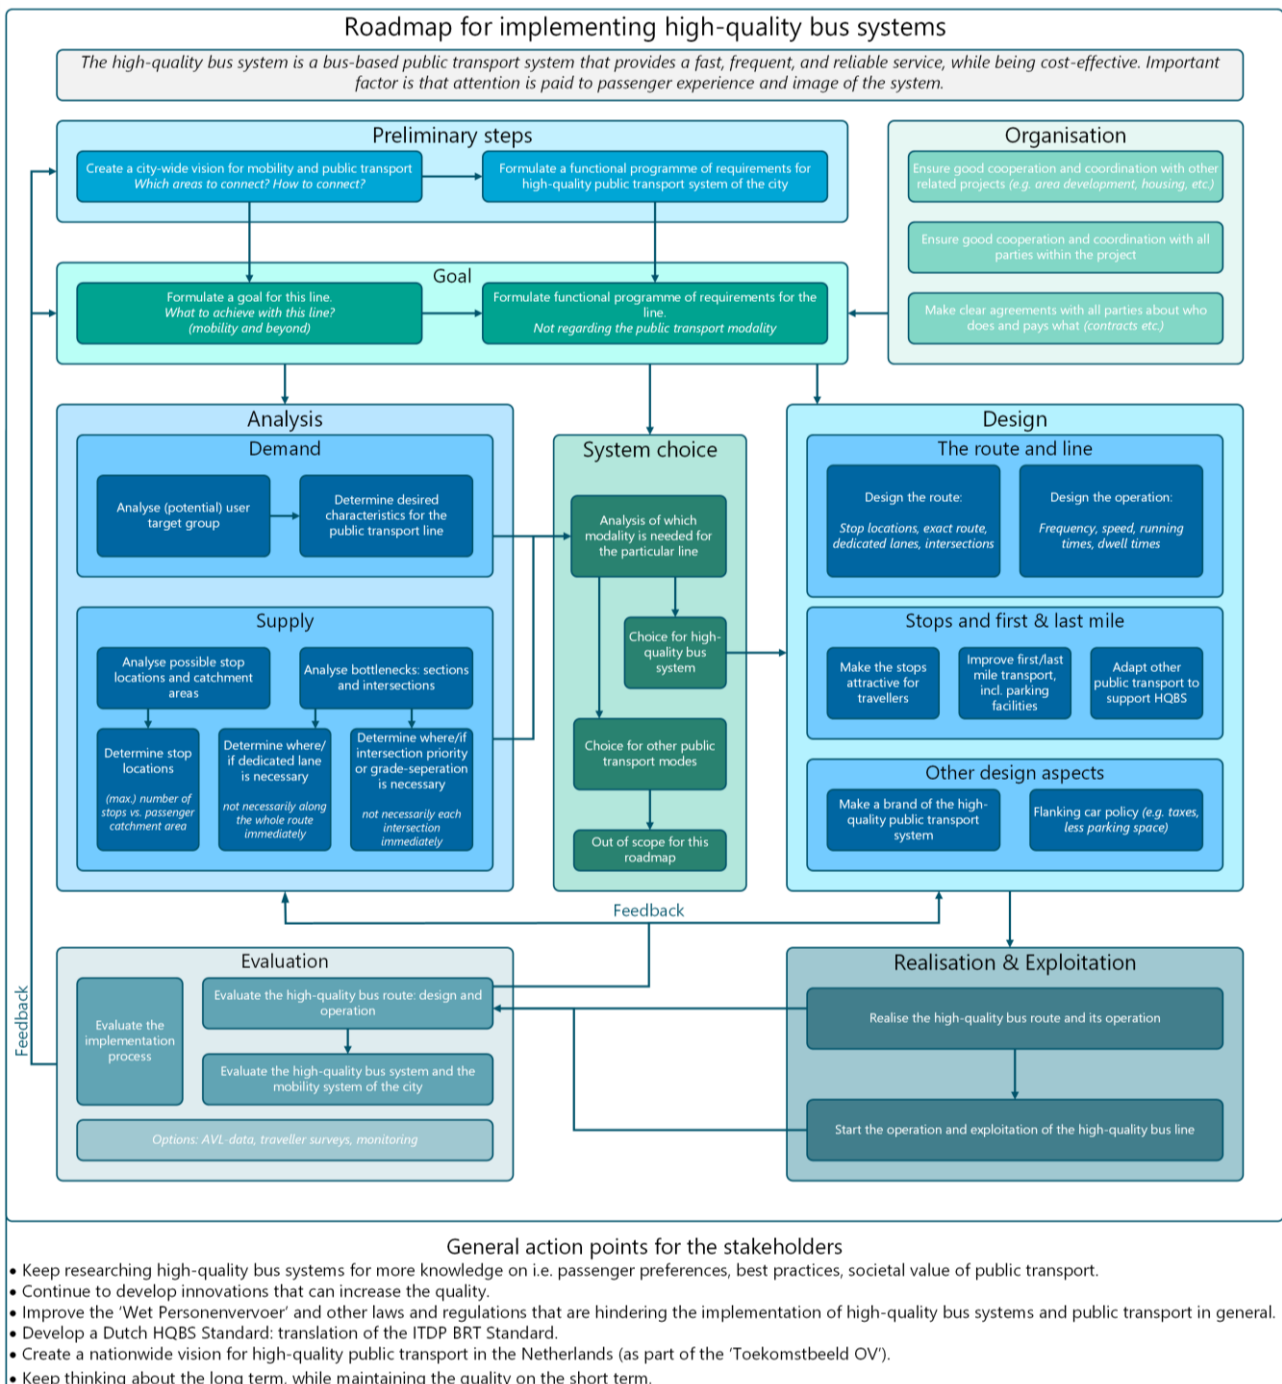 Roadmap for implementing high-quality bus systems
The high-quality bus system is a bus-based public transport system that provides a fast, frequent, and reliable service, while being cost-effective. Important
factor is that attention is paid to passenger experience and image of the system.
Preliminary steps
Create a city-wide vision for mobility and public transport
Which areas to connect? How to connect?
Formulate a functional programme of requirements for
high-quality public transport system of the city
Organisation
Ensure good cooperation and coordination with other
related projects (e.g. area development, housing, etc.)
Ensure good cooperation and coordination with all
parties within the project
Make clear agreements with all parties about who
does and pays what (contracts etc.)
Goal
Formulate a goal for this line.
What to achieve with this line?
(mobility and beyond)
Formulate functional programme of requirements for the
line.
Not regarding the public transport modality
Analysis
Demand
Analyse (potential) user
target group
Determine desired
characteristics for the
public transport line
Supply
Analyse possible stop
locations and catchment
areas
Analyse bottlenecks: sections
and intersections
Determine stop
locations
(max.) number of
stops vs. passenger
catchment area
Determine where/
if dedicated lane
is necessary
not necessarily along
the whole route
immediately
Determine where/if
intersection priority
or grade-seperation
is necessary
not necessarily each
intersection
immediately
System choice
Analysis of which
modality is needed for
the particular line
Choice for high-
quality bus
system
Choice for other public
transport modes
Out of scope for this
roadmap
Design
The route and line
Design the route:
Stop locations, exact route,
dedicated lanes, intersections
Design the operation:
Frequency, speed, running
times, dwell times
Stops and first & last mile
Make the stops
attractive for
travellers
Improve first/last
mile transport,
incl. parking
facilities
Adapt other
public transport to
support HQBS
Other design aspects
Make a brand of the high-
quality public transport
system
Flanking car policy (e.g. taxes,
less parking space)
Feedback
Feedback
Evaluation
Evaluate the
implementation
process
Evaluate the high-quality bus route: design and
operation
Evaluate the high-quality bus system and the
mobility system of the city
Options: AVL-data, traveller surveys, monitoring
Realisation & Exploitation
Realise the high-quality bus route and its operation
Start the operation and exploitation of the high-quality bus line
General action points for the stakeholders
• Keep researching high-quality bus systems for more knowledge on i.e. passenger preferences, best practices, societal value of public transport.
• Continue to develop innovations that can increase the quality.
• Improve the ‘Wet Personenvervoer’ and other laws and regulations that are hindering the implementation of high-quality bus systems and public transport in general.
• Develop a Dutch HQBS Standard: translation of the ITDP BRT Standard.
• Create a nationwide vision for high-quality public transport in the Netherlands (as part of the ‘Toekomstbeeld OV’).
• Keep thinking about the long term, while maintaining the quality on the short term.